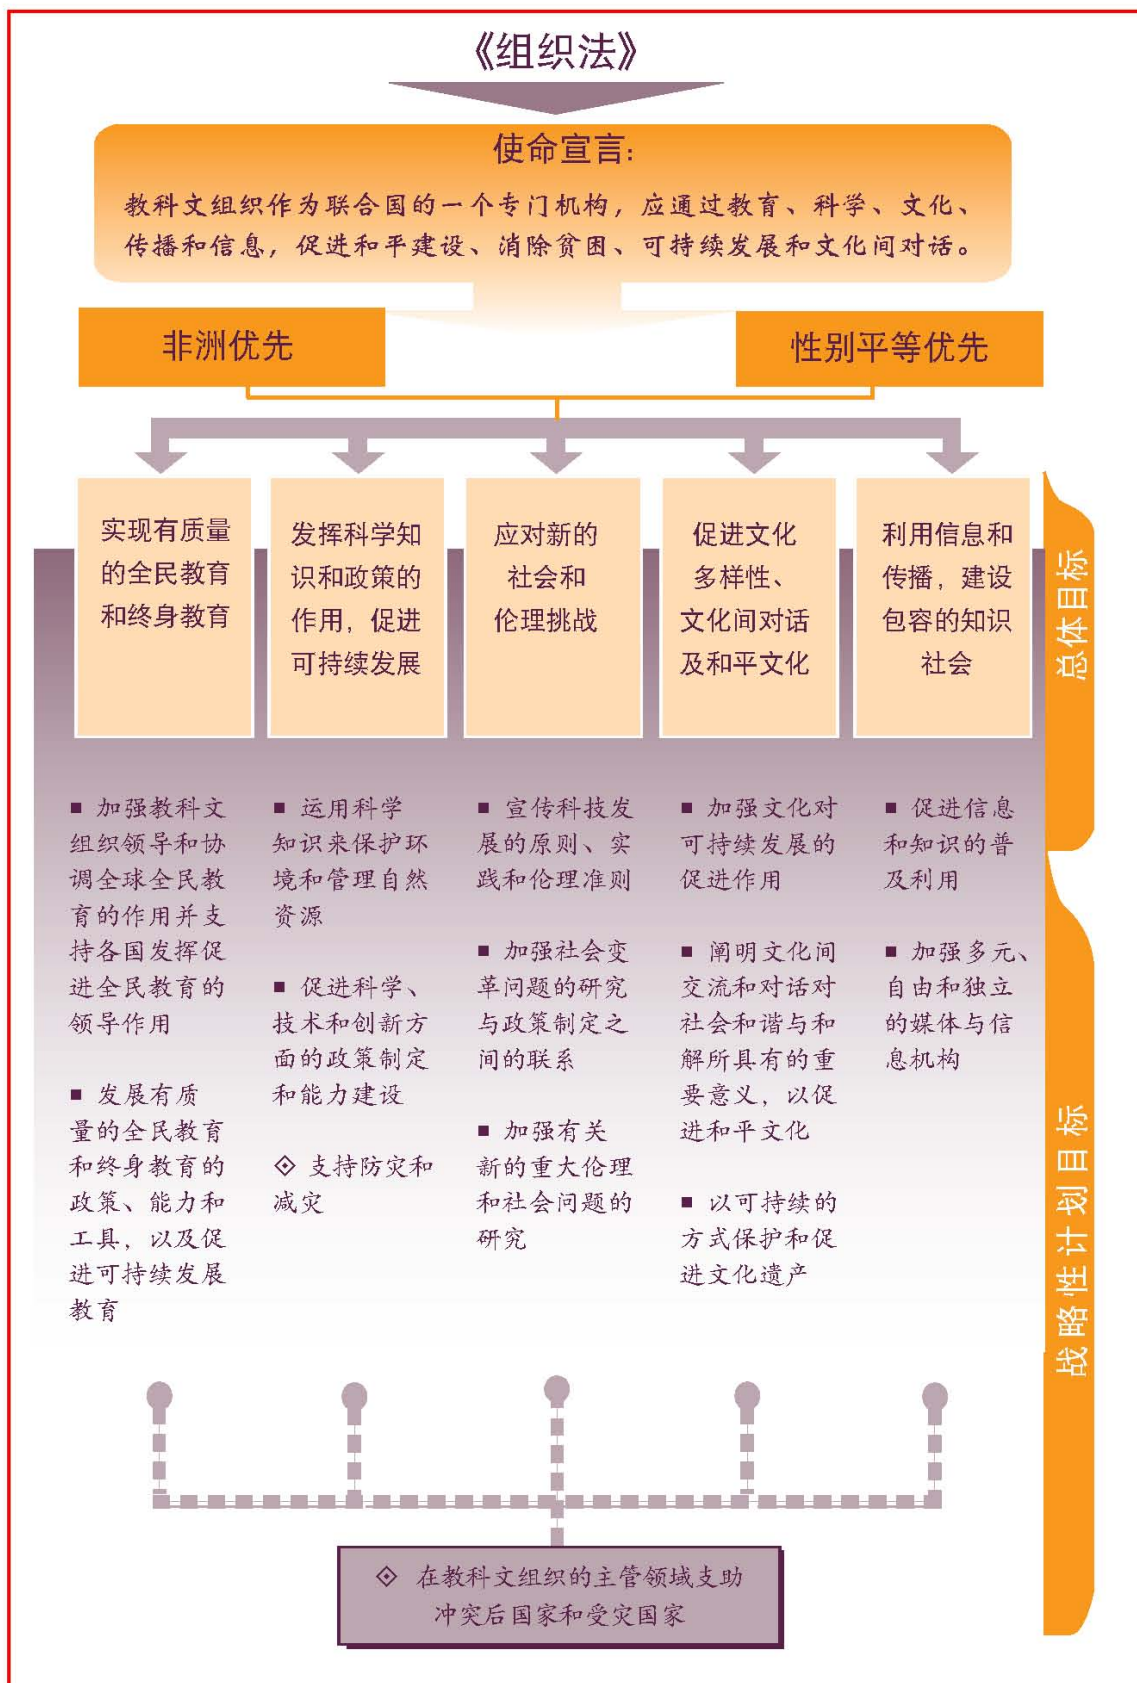 《组织法》
使命宣言：
教科文组织作为联合国的一个专门机构，应通过教育、科学、文化、
传播和信息，促进和平建设、消除贫困、可持续发展和文化间对话。
非洲优先
性别平等优先
实现有质量
的全民教育
和终身教育
发挥科学知
识和政策的
作用，促进
可持续发展
应对新的
社会和
伦理挑战
促进文化
多样性、
文化间对话
及和平文化
利用信息和
传播，建设
包容的知识
社会
总体目标
■ 加强教科文
组织领导和协
调全球全民教
育的作用并支
持各国发挥促
进全民教育的
领导作用
■ 发展有质
量的全民教育
和终身教育的
政策、能力和
工具，以及促
进可持续发展
教育
■ 运用科学
知识来保护环
境和管理自然
资源
■ 促进科学、
技术和创新方
面的政策制定
和能力建设
◈ 支持防灾和
减灾
■ 宣传科技发
展的原则、实
践和伦理准则
■ 加强社会变
革问题的研究
与政策制定之
间的联系
■ 加强有关
新的重大伦理
和社会问题的
研究
■ 加强文化对
可持续发展的
促进作用
■ 阐明文化间
交流和对话对
社会和谐与和
解所具有的重
要意义，以促
进和平文化
■ 以可持续的
方式保护和促
进文化遗产
■ 促进信息
和知识的普
及利用
■ 加强多元、
自由和独立
的媒体与信
息机构
战略性计划目标
◈ 在教科文组织的主管领域支助
冲突后国家和受灾国家